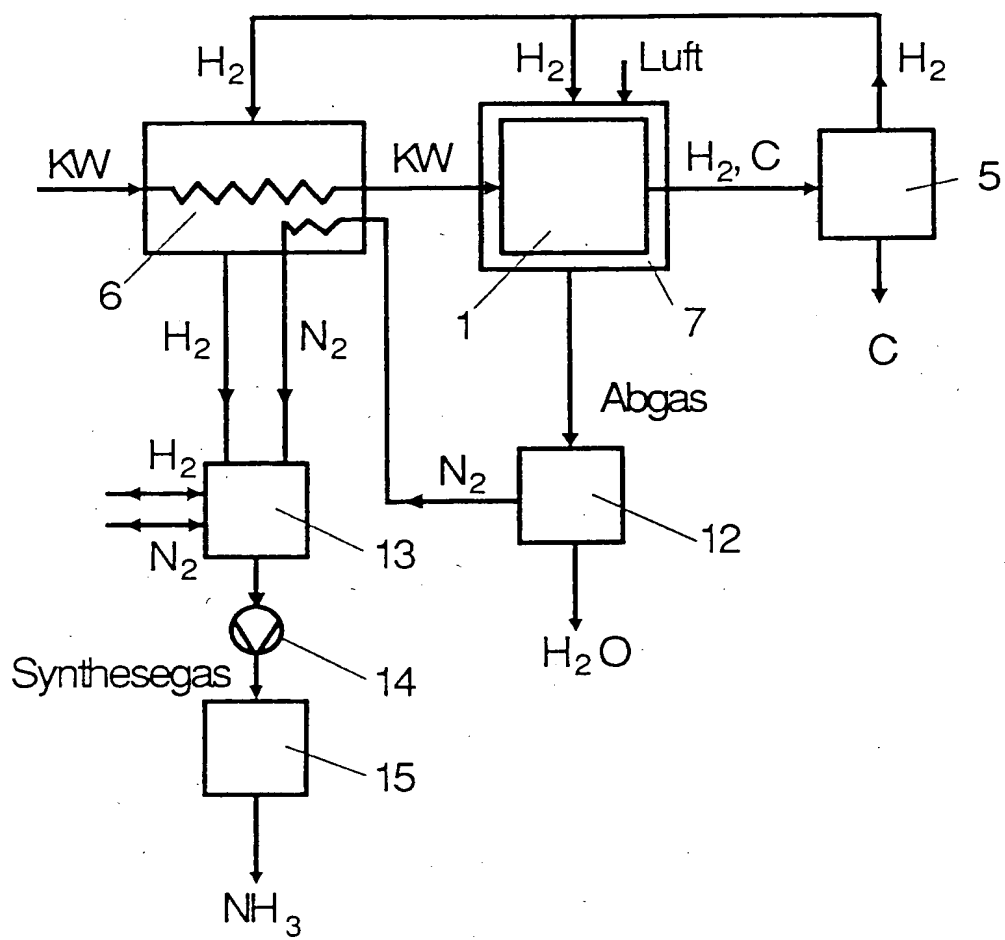 H₂
H₂
Luft
H₂
KW
KW
H₂, C
5
6
1
7
C
H₂
N₂
Abgas
H₂
N₂
N₂
13
12
H₂O
Synthesegas
14
15
NH₃